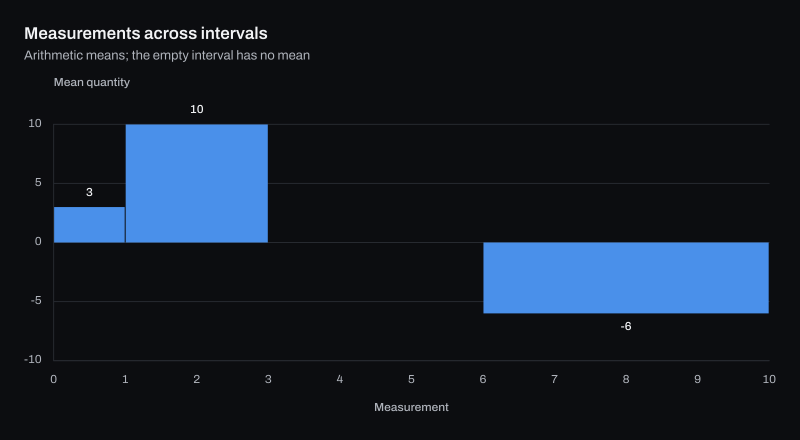 Measurements across intervals
Arithmetic means; the empty interval has no mean
Mean quantity
10
10
5
3
0
-5
-6
-10
0 1 2 3 4 5 6 7 8 9 10
Measurement